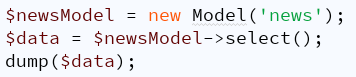 $newsModel = new Model('news');
$data = $newsModel->select();
dump($data);